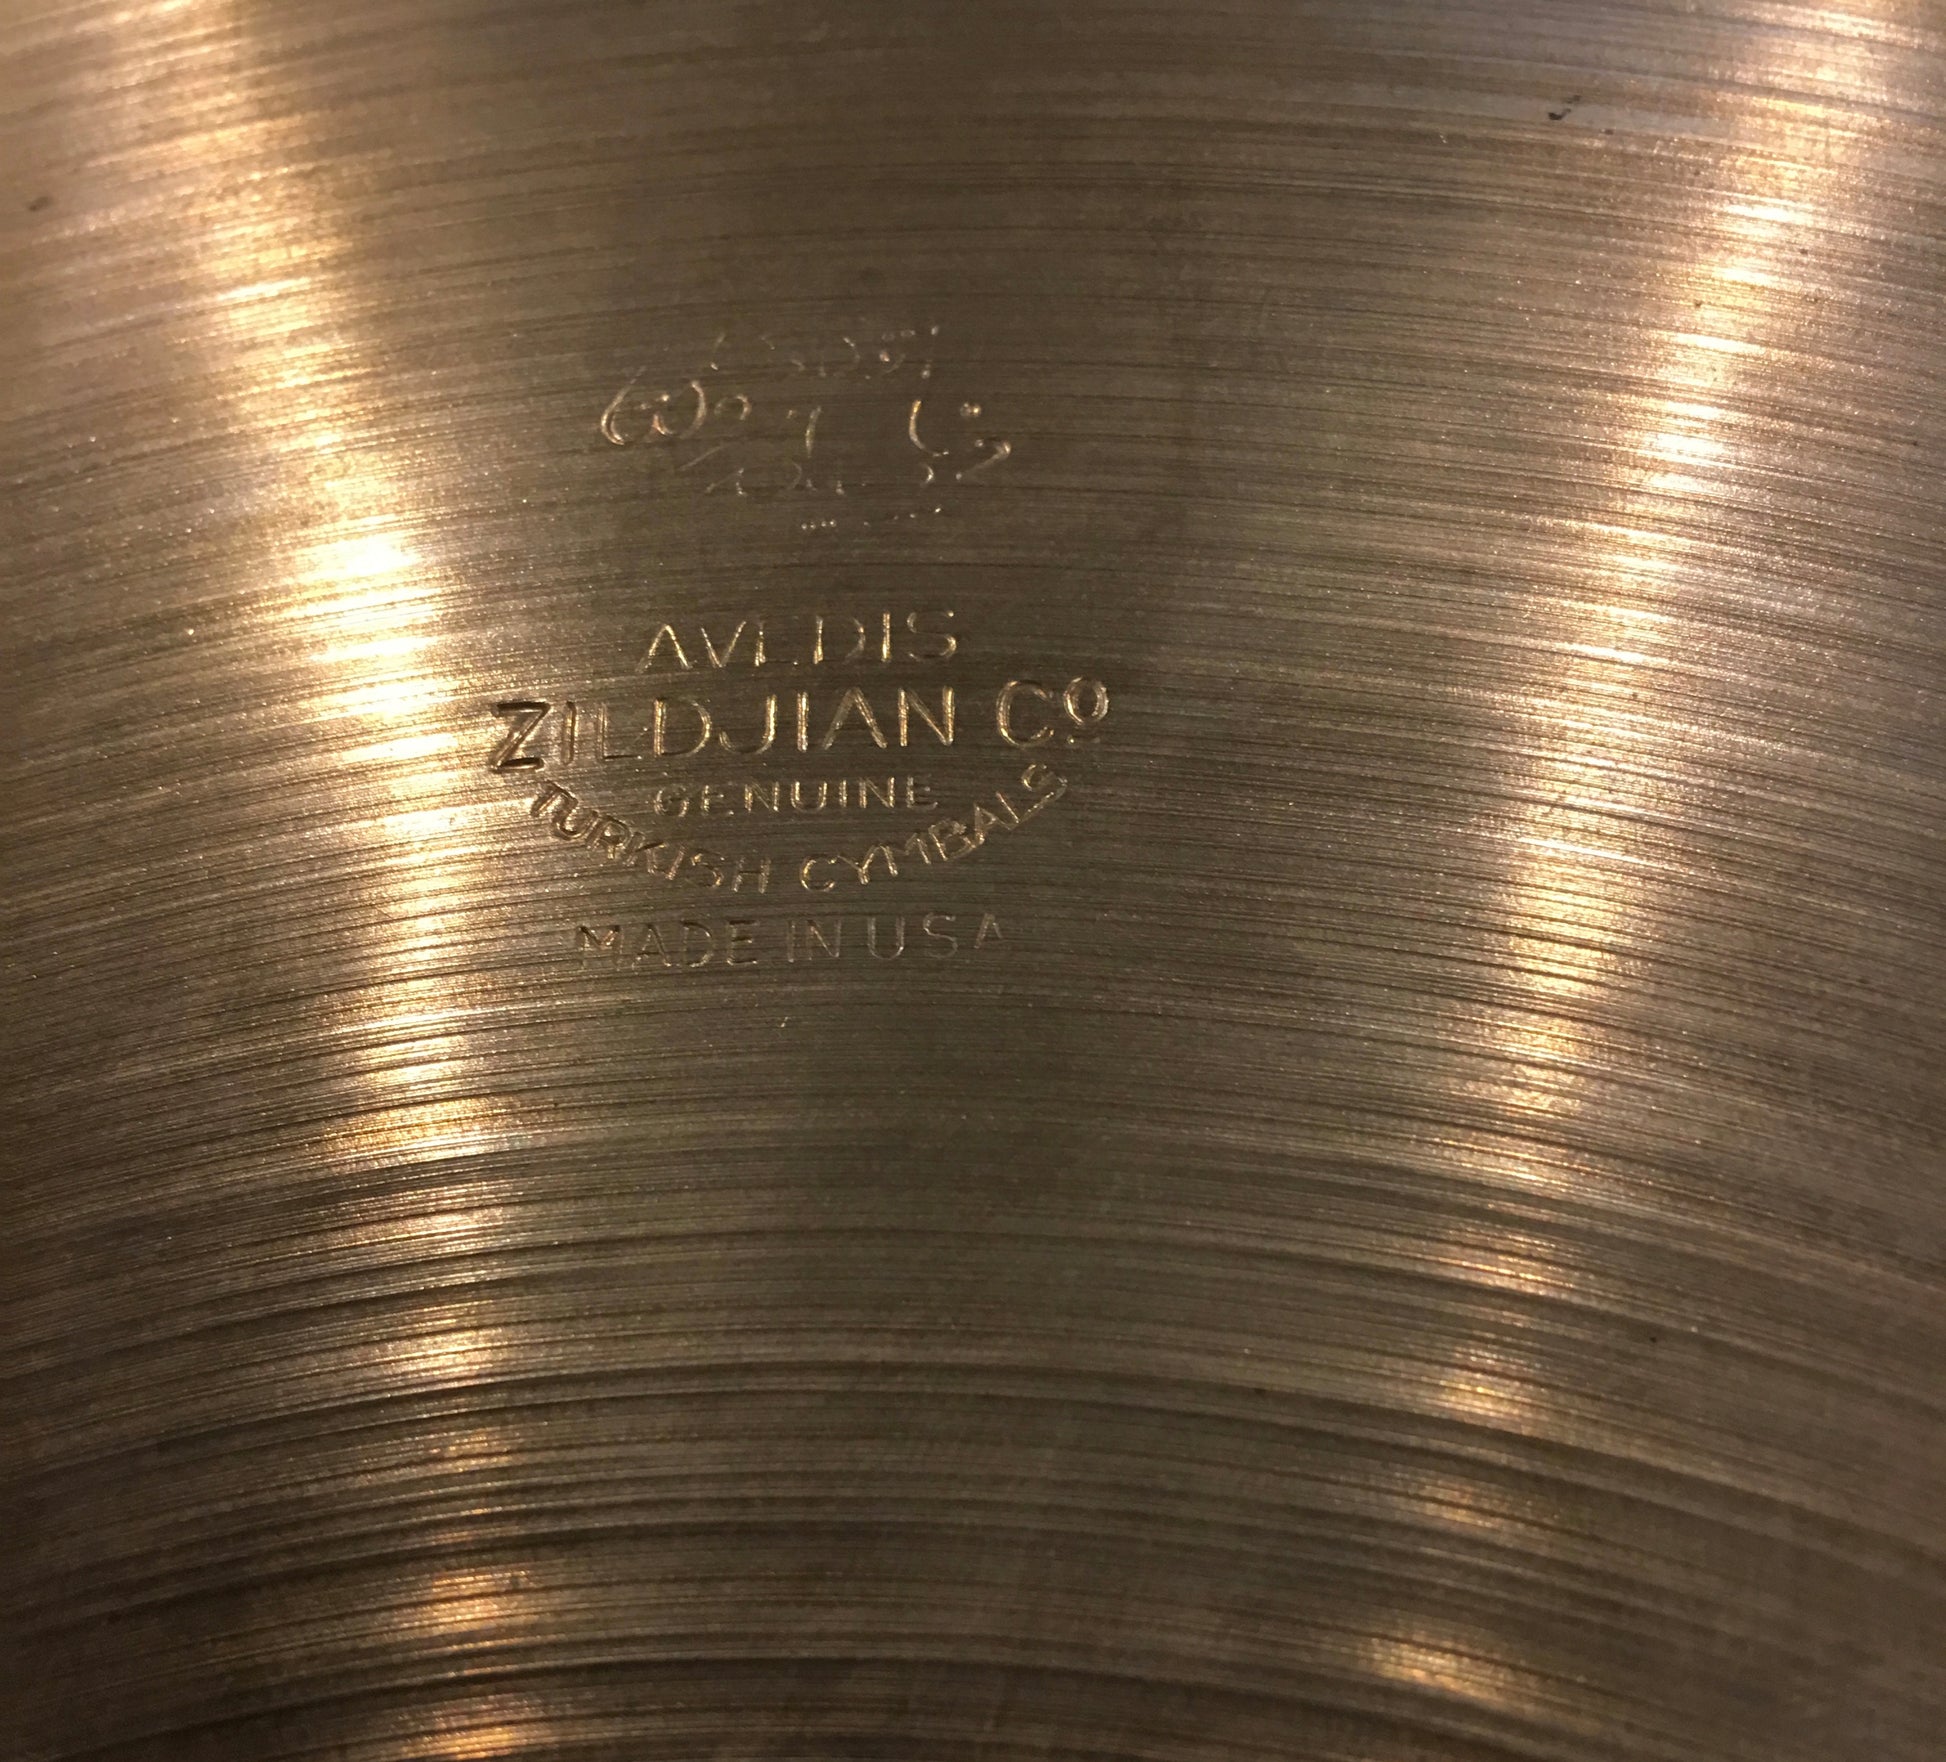 AVEDIS
ZILDJIAN Cº
GENUINE
TURKISH CYMBALS
MADE IN USA